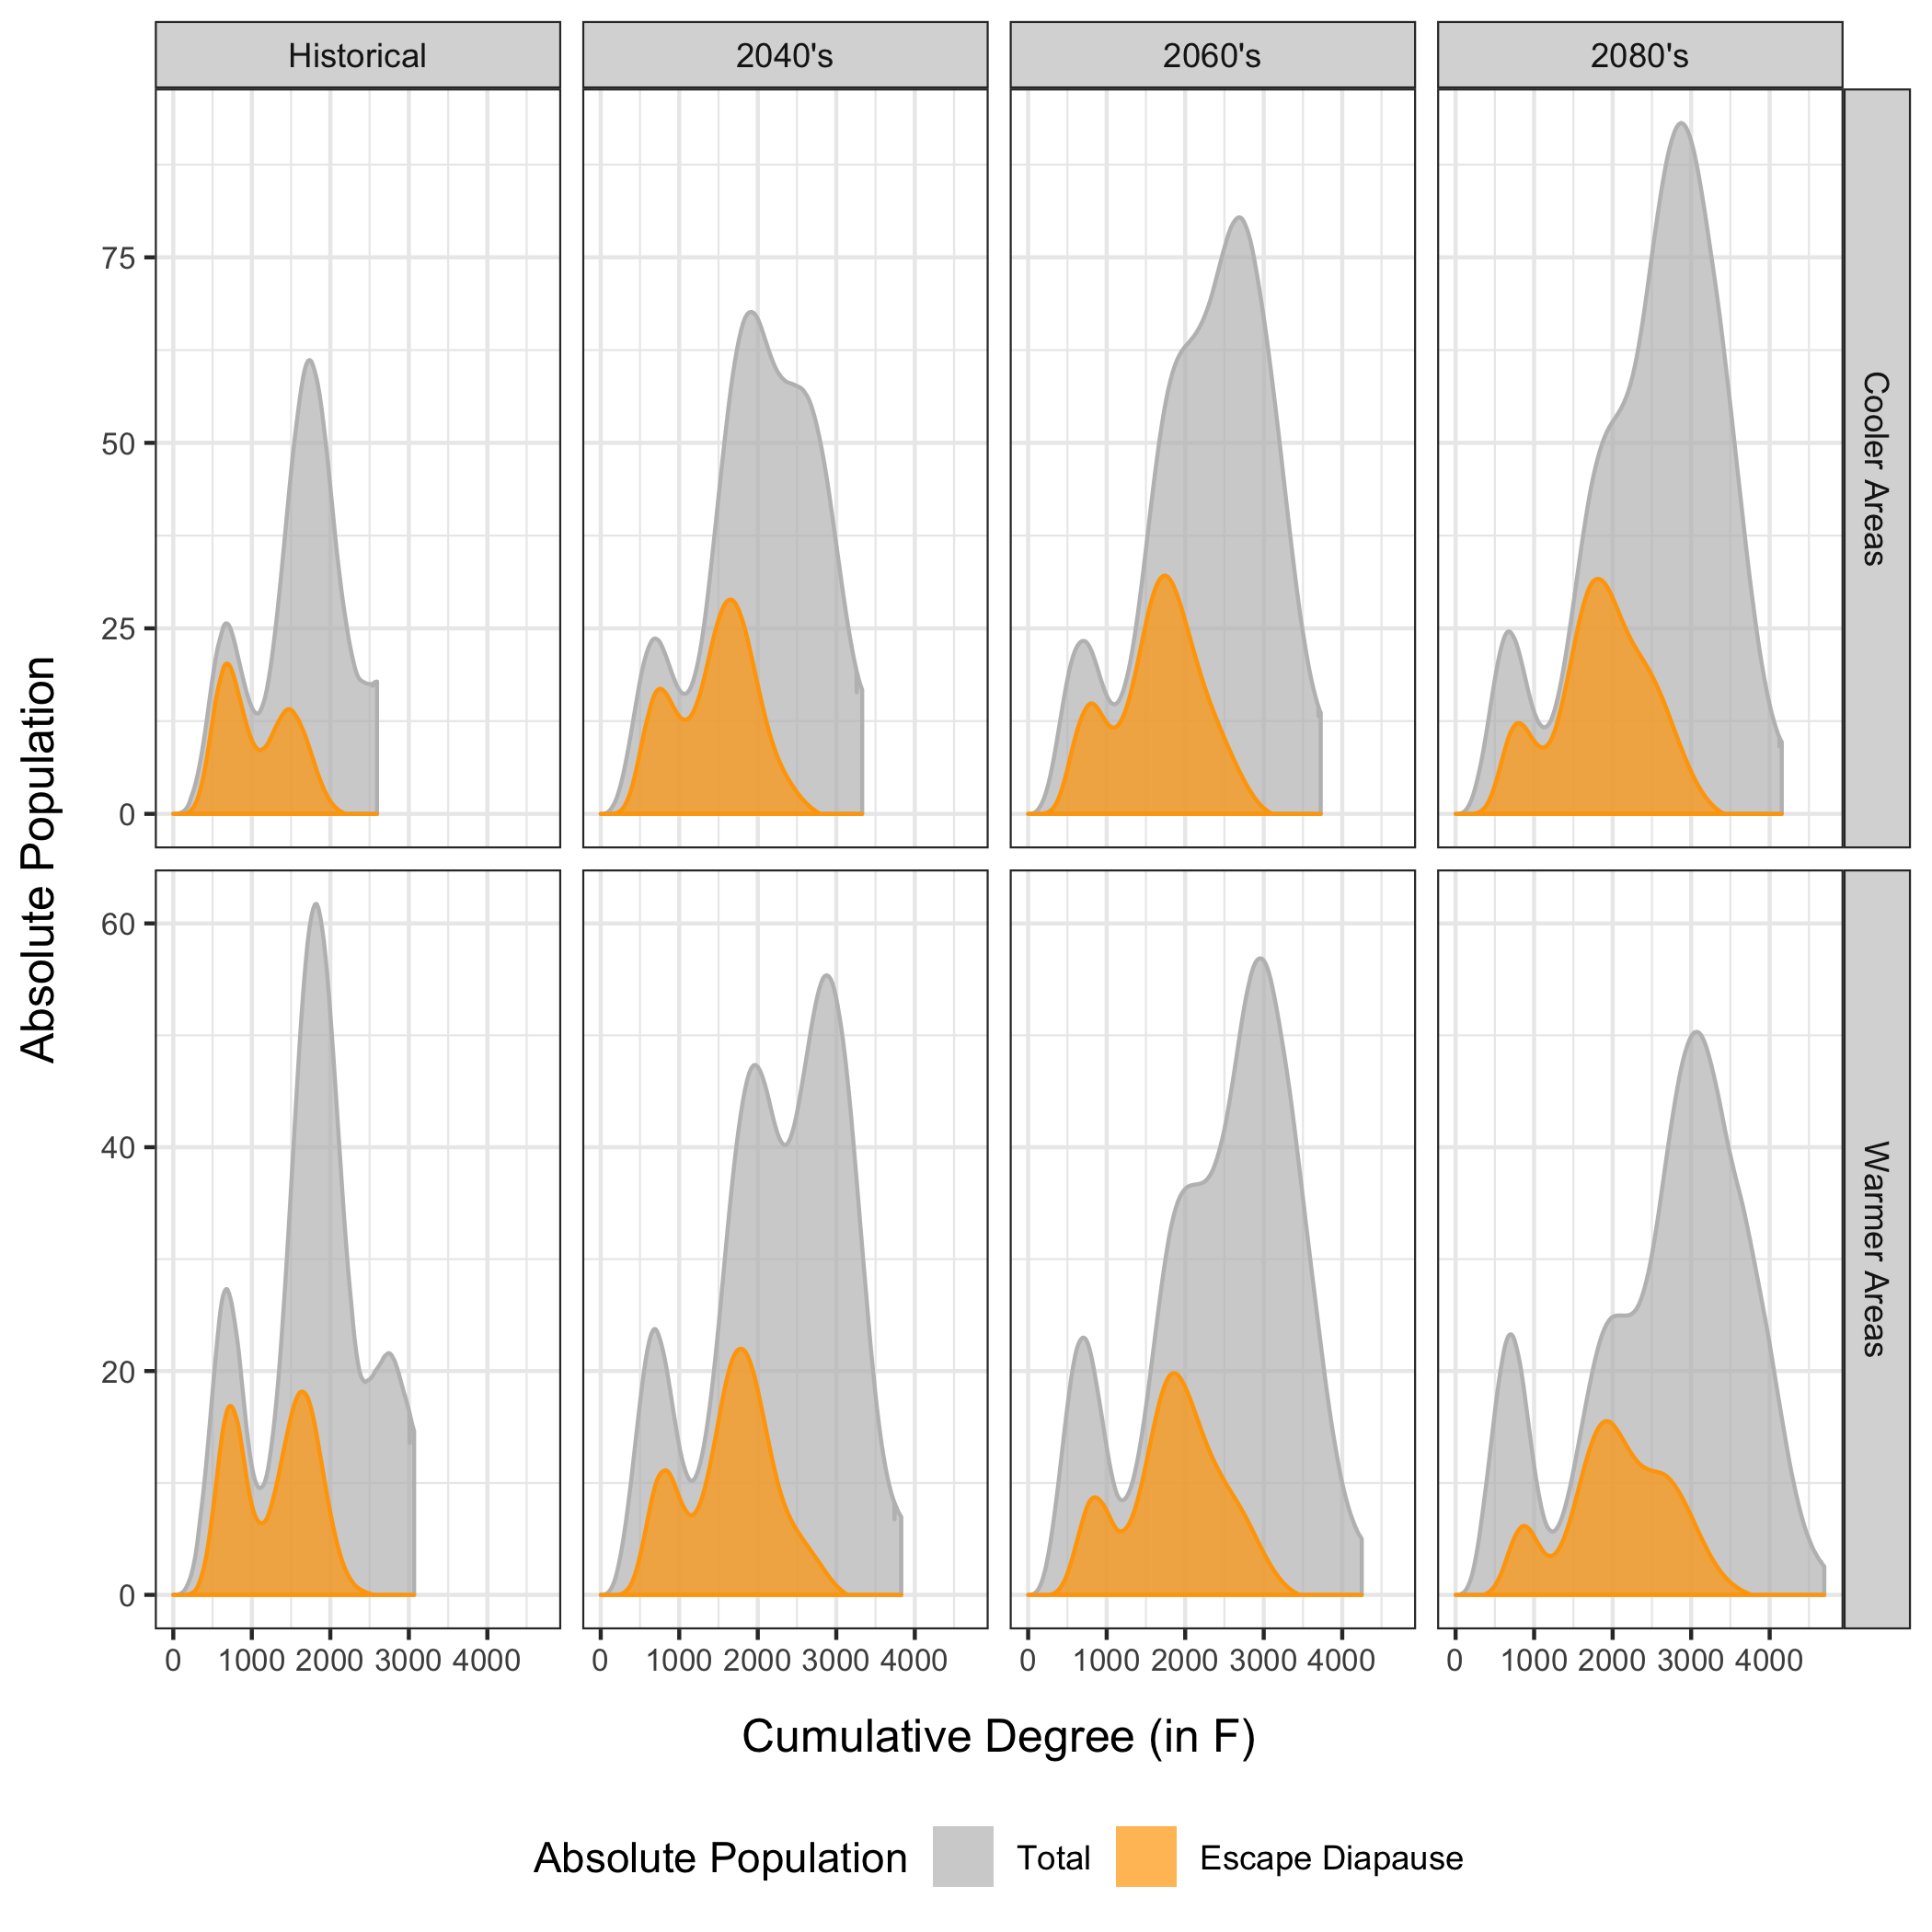 Historical 2040's 2060's 2080's
Absolute Population
75
50
25
0
Cooler Areas
60
40
20
0
Warmer Areas
0 1000 2000 3000 4000 0 1000 2000 3000 4000 0 1000 2000 3000 4000 0 1000 2000 3000 4000
Cumulative Degree (in F)
Absolute Population Total Escape Diapause